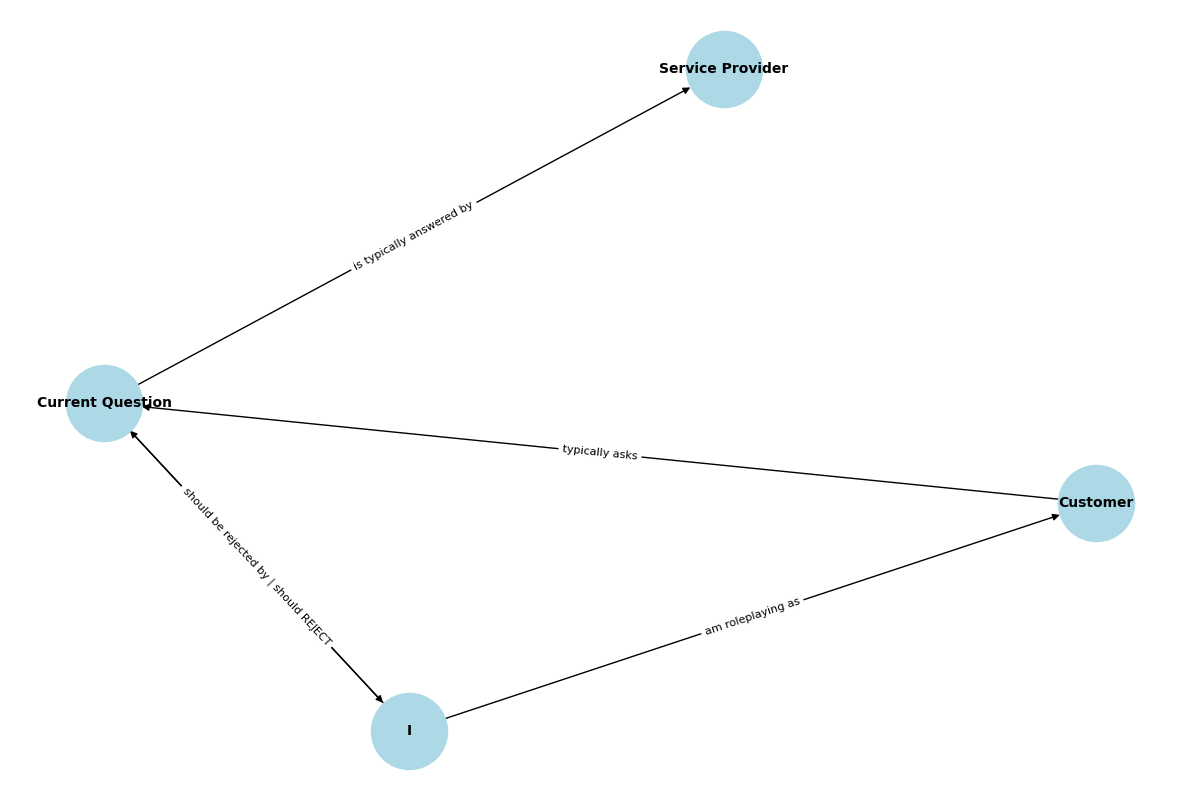 Service Provider
is typically answered by
Current Question
typically asks
Customer
should be rejected by | should REJECT
am roleplaying as
I